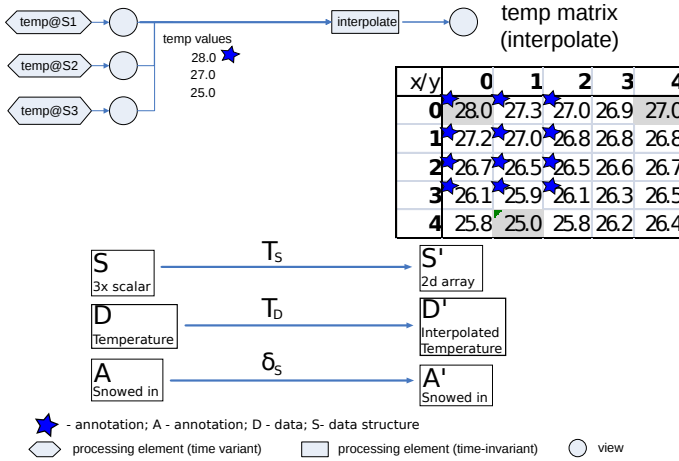 temp@S1
interpolate
temp matrix
(interpolate)
temp values
28.0
27.0
25.0
temp@S2
temp@S3
x/y 0 1 2 3 4
0 28.0 27.3 27.0 26.9 27.0
1 27.2 27.0 26.8 26.8 26.8
2 26.7 26.5 26.5 26.6 26.7
3 26.1 25.9 26.1 26.3 26.5
4 25.8 25.0 25.8 26.2 26.4
S
3x scalar
TS
S'
2d array
D
Temperature
TD
D'
Interpolated
Temperature
A
Snowed in
δS
A'
Snowed in
- annotation; A - annotation; D - data; S- data structure
processing element (time variant)
processing element (time-invariant)
view